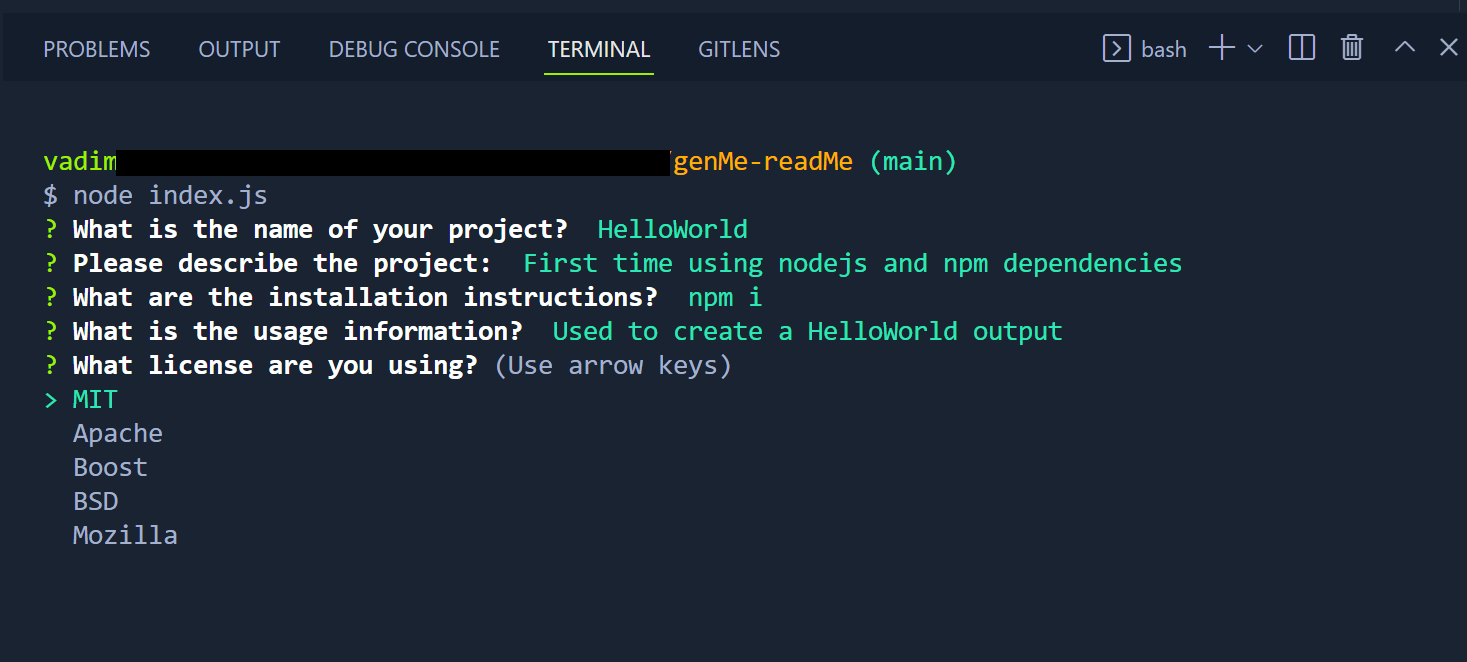 PROBLEMS OUTPUT DEBUG CONSOLE TERMINAL GITLENS bash
vadim /genMe-readMe (main)
$ node index.js
? What is the name of your project? HelloWorld
? Please describe the project: First time using nodejs and npm dependencies
? What are the installation instructions? npm i
? What is the usage information? Used to create a HelloWorld output
? What license are you using? (Use arrow keys)
> MIT
Apache
Boost
BSD
Mozilla